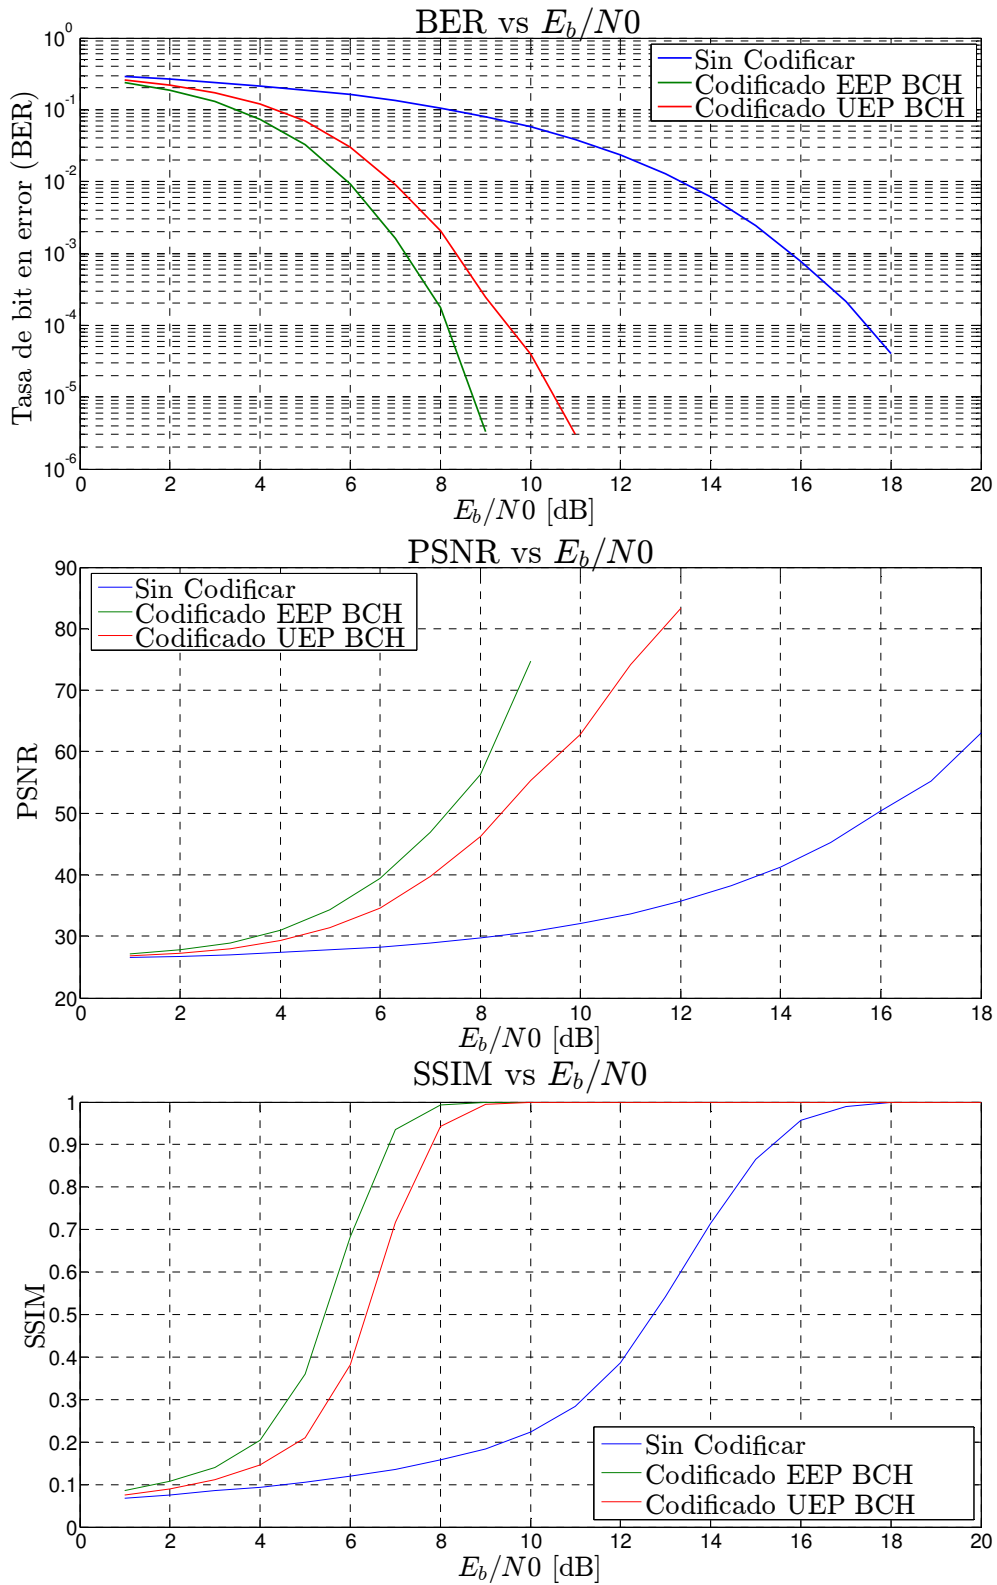 BER vs E_b/N0
10^0
10^-1
10^-2
10^-3
10^-4
10^-5
10^-6
Tasa de bit en error (BER)
Sin Codificar
Codificado EEP BCH
Codificado UEP BCH
0 2 4 6 8 10 12 14 16 18 20
E_b/N0 [dB]
PSNR vs E_b/N0
90
80
70
60
50
40
30
20
PSNR
Sin Codificar
Codificado EEP BCH
Codificado UEP BCH
0 2 4 6 8 10 12 14 16 18
E_b/N0 [dB]
SSIM vs E_b/N0
1
0.9
0.8
0.7
0.6
0.5
0.4
0.3
0.2
0.1
0
SSIM
Sin Codificar
Codificado EEP BCH
Codificado UEP BCH
0 2 4 6 8 10 12 14 16 18 20
E_b/N0 [dB]